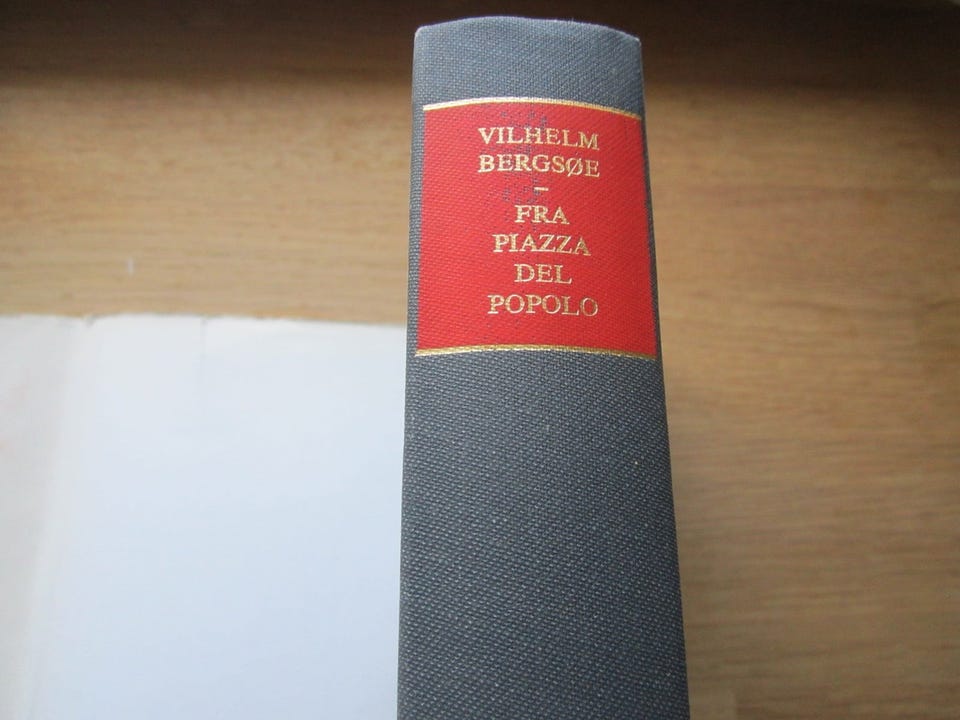 VILHELM
BERGSØE
–
FRA
PIAZZA
DEL
POPOLO